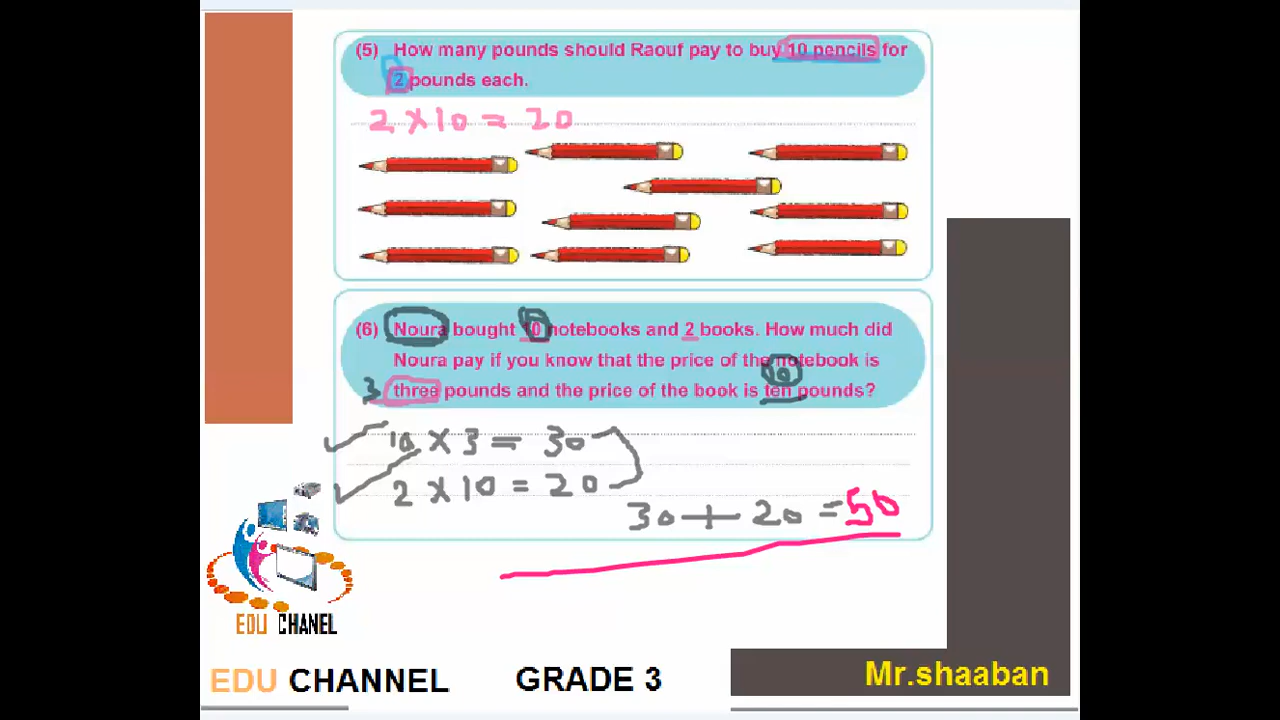 (5) How many pounds should Raouf pay to buy 10 pencils for
2 pounds each.
2 × 10 = 20
(6) Noura bought 10 notebooks and 2 books. How much did
Noura pay if you know that the price of the notebook is
10
3 three pounds and the price of the book is ten pounds?
10 × 3 = 30
2 × 10 = 20
30 + 20 = 50
EDU CHANEL
EDU CHANNEL
GRADE 3
Mr.shaaban